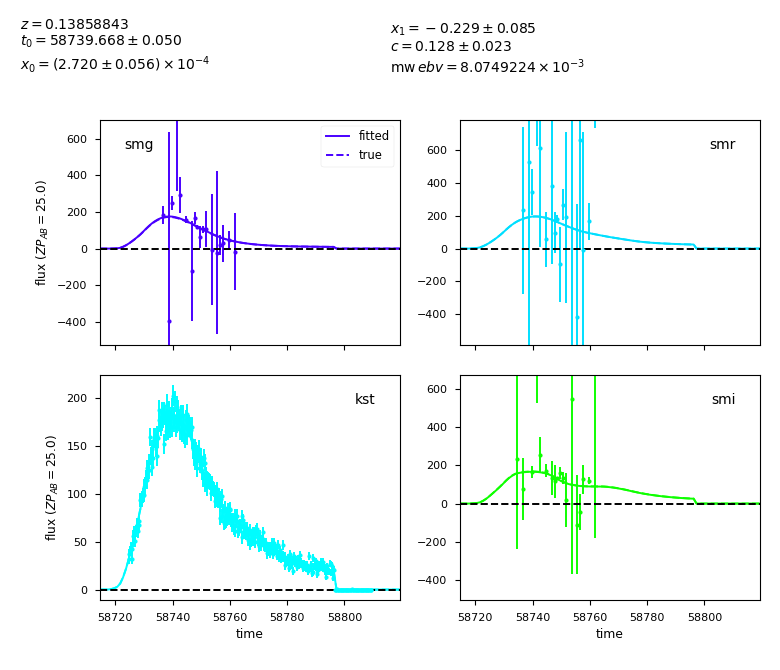 z = 0.13858843
t₀ = 58739.668 ± 0.050
x₀ = (2.720 ± 0.056) × 10⁻⁴
x₁ = −0.229 ± 0.085
c = 0.128 ± 0.023
mw ebv = 8.0749224 × 10⁻³
smg
fitted
true
600
400
200
0
−200
−400
flux (ZP_AB = 25.0)
smr
600
400
200
0
−200
−400
kst
200
150
100
50
0
flux (ZP_AB = 25.0)
58720 58740 58760 58780 58800
time
smi
600
400
200
0
−200
−400
58720 58740 58760 58780 58800
time